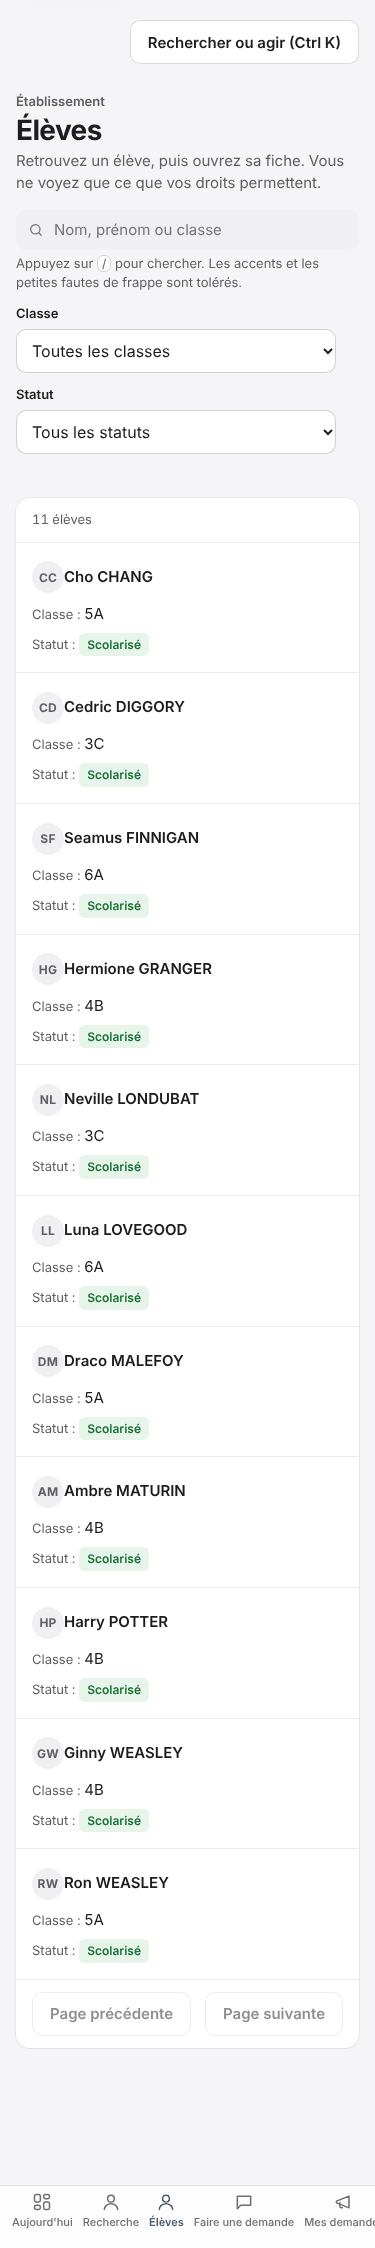 Rechercher ou agir (Ctrl K)
Établissement
Élèves
Retrouvez un élève, puis ouvrez sa fiche. Vous
ne voyez que ce que vos droits permettent.
Nom, prénom ou classe
Appuyez sur / pour chercher. Les accents et les
petites fautes de frappe sont tolérés.
Classe
Toutes les classes
Statut
Tous les statuts
11 élèves
CC Cho CHANG
Classe : 5A
Statut : Scolarisé
CD Cedric DIGGORY
Classe : 3C
Statut : Scolarisé
SF Seamus FINNIGAN
Classe : 6A
Statut : Scolarisé
HG Hermione GRANGER
Classe : 4B
Statut : Scolarisé
NL Neville LONDUBAT
Classe : 3C
Statut : Scolarisé
LL Luna LOVEGOOD
Classe : 6A
Statut : Scolarisé
DM Draco MALEFOY
Classe : 5A
Statut : Scolarisé
AM Ambre MATURIN
Classe : 4B
Statut : Scolarisé
HP Harry POTTER
Classe : 4B
Statut : Scolarisé
GW Ginny WEASLEY
Classe : 4B
Statut : Scolarisé
RW Ron WEASLEY
Classe : 5A
Statut : Scolarisé
Page précédente Page suivante
Aujourd'hui Recherche Élèves Faire une demande Mes demande